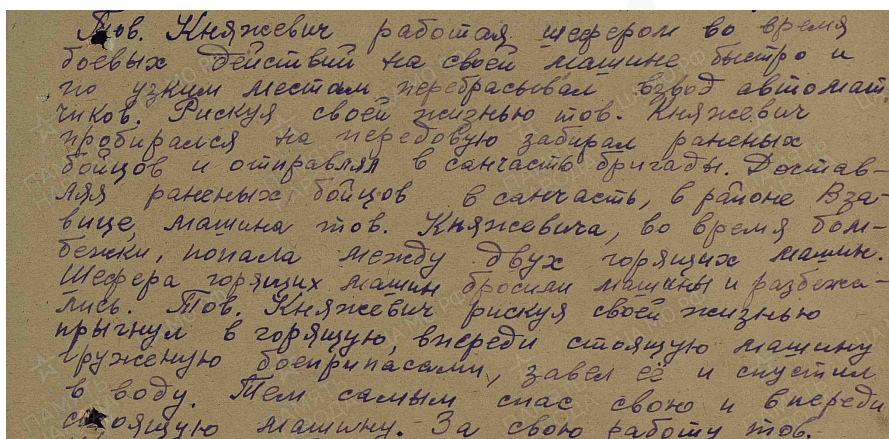 Тов. Княжевич работая шефером во время
боевых действий на своей машине быстро и
по узким местам перебрасывал взвод автомат
чиков. Рискуя своей жизнью тов. Княжевич
пробирался на передовую забирал раненых
бойцов и отправлял в санчасть бригады. Достав-
ляя раненых бойцов в санчасть, в районе Вза-
вице, машина тов. Княжевича, во время бом-
бежки, попала между двух горящих машин.
Шефера горящих машин бросили машины и разбежа-
лись. Тов. Княжевич рискуя своей жизнью
прыгнул в горящую, впереди стоящую машину
груженую боеприпасами, завел её и спустил
в воду. Тем самым спас свою и впереди
стоящую машину. За свою работу тов.